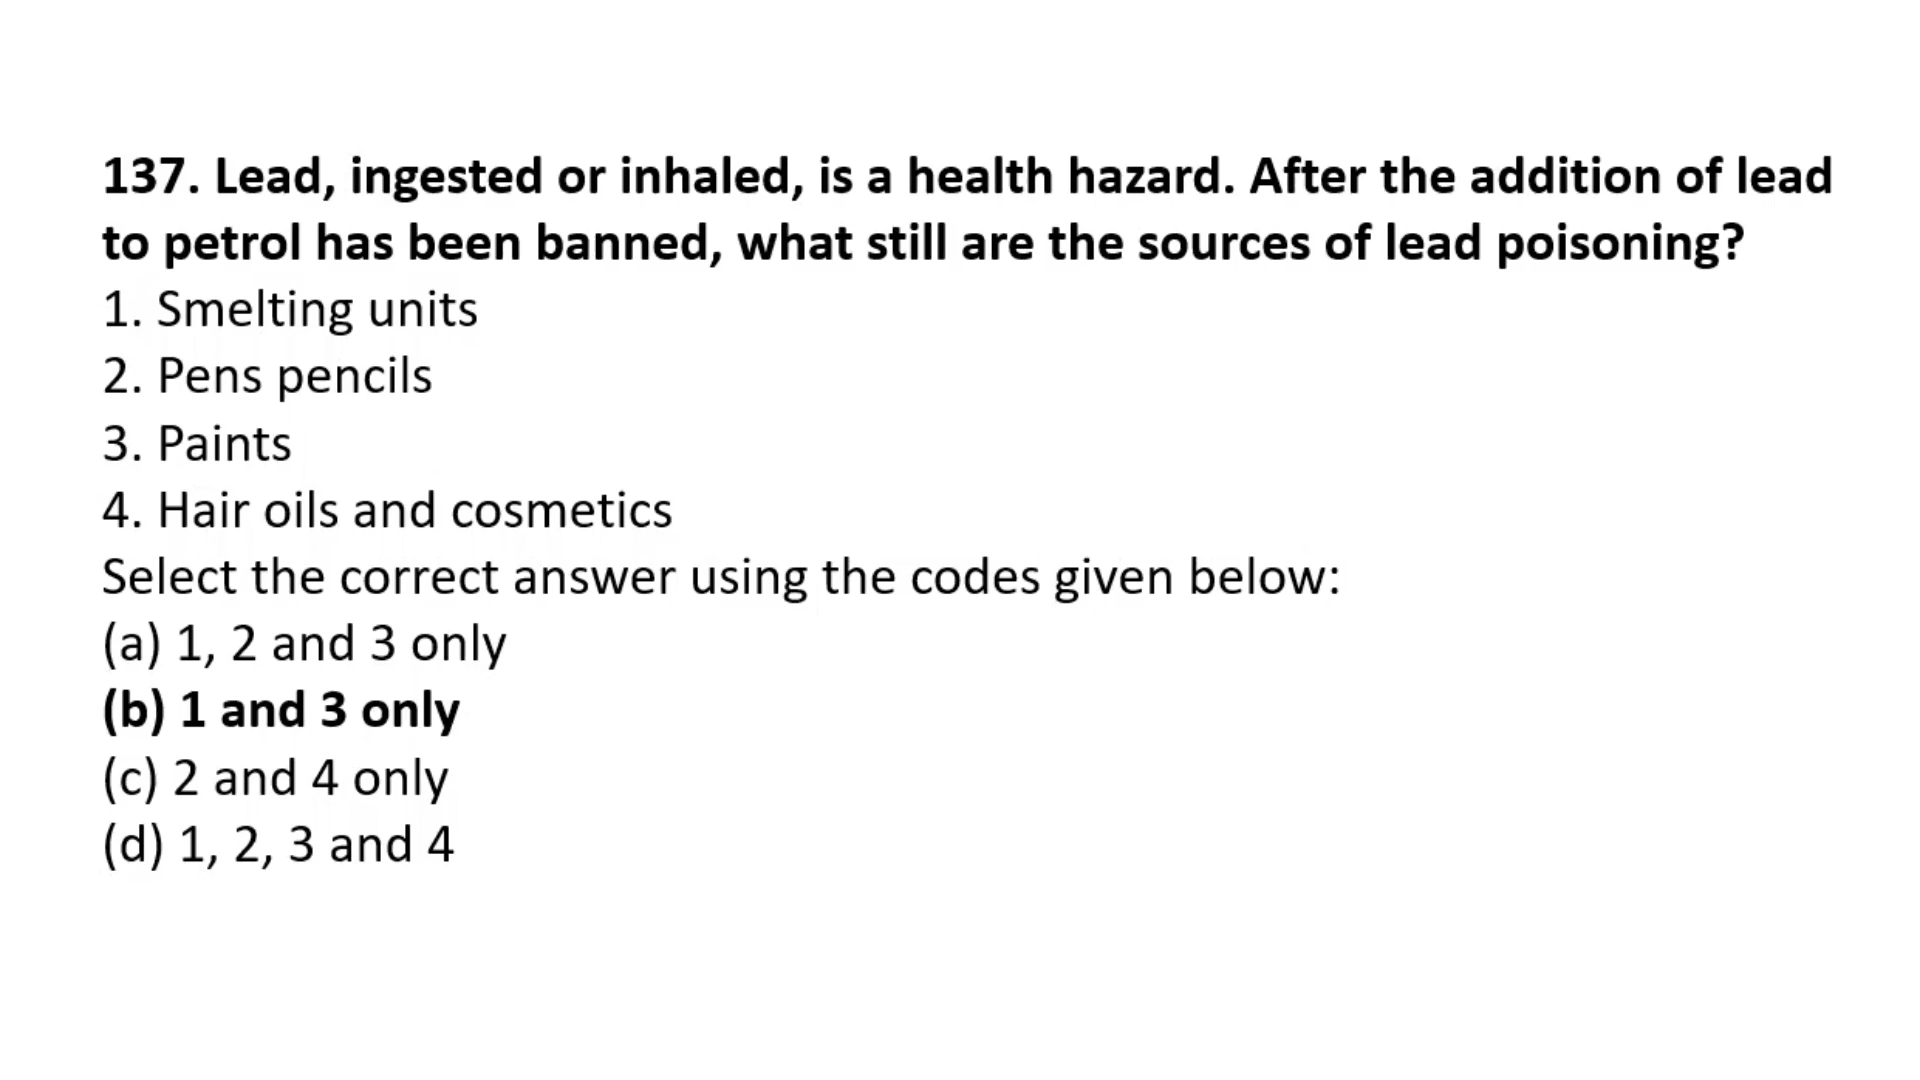 137. Lead, ingested or inhaled, is a health hazard. After the addition of lead
to petrol has been banned, what still are the sources of lead poisoning?
1. Smelting units
2. Pens pencils
3. Paints
4. Hair oils and cosmetics
Select the correct answer using the codes given below:
(a) 1, 2 and 3 only
(b) 1 and 3 only
(c) 2 and 4 only
(d) 1, 2, 3 and 4